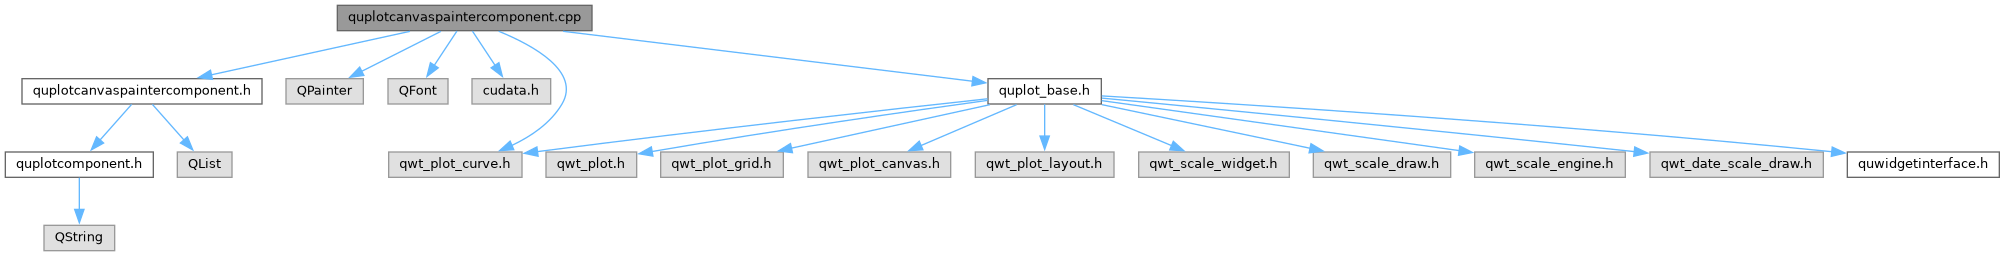 quplotcanvaspaintercomponent.cpp
quplotcanvaspaintercomponent.h
QPainter
QFont
cudata.h
quplot_base.h
quplotcomponent.h
QList
qwt_plot_curve.h
qwt_plot.h
qwt_plot_grid.h
qwt_plot_canvas.h
qwt_plot_layout.h
qwt_scale_widget.h
qwt_scale_draw.h
qwt_scale_engine.h
qwt_date_scale_draw.h
quwidgetinterface.h
QString